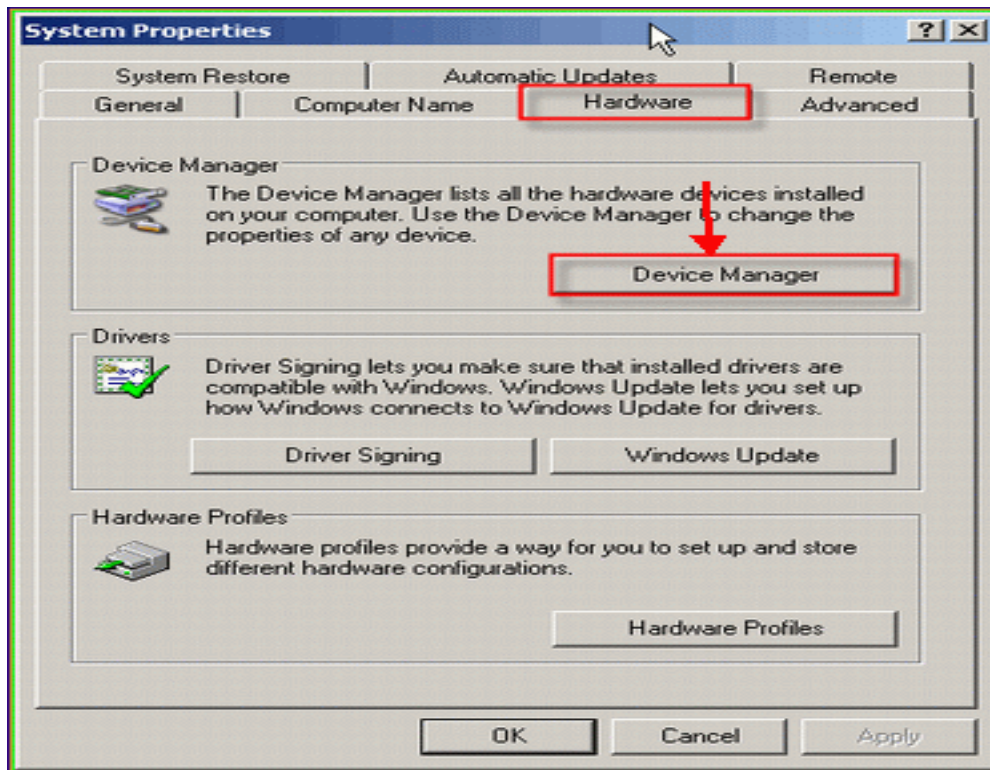 System Properties
System Restore
Automatic Updates
Remote
General
Computer Name
Hardware
Advanced
Device Manager
The Device Manager lists all the hardware devices installed
on your computer. Use the Device Manager to change the
properties of any device.
Device Manager
Drivers
Driver Signing lets you make sure that installed drivers are
compatible with Windows. Windows Update lets you set up
how Windows connects to Windows Update for drivers.
Driver Signing
Windows Update
Hardware Profiles
Hardware profiles provide a way for you to set up and store
different hardware configurations.
Hardware Profiles
OK
Cancel
Apply